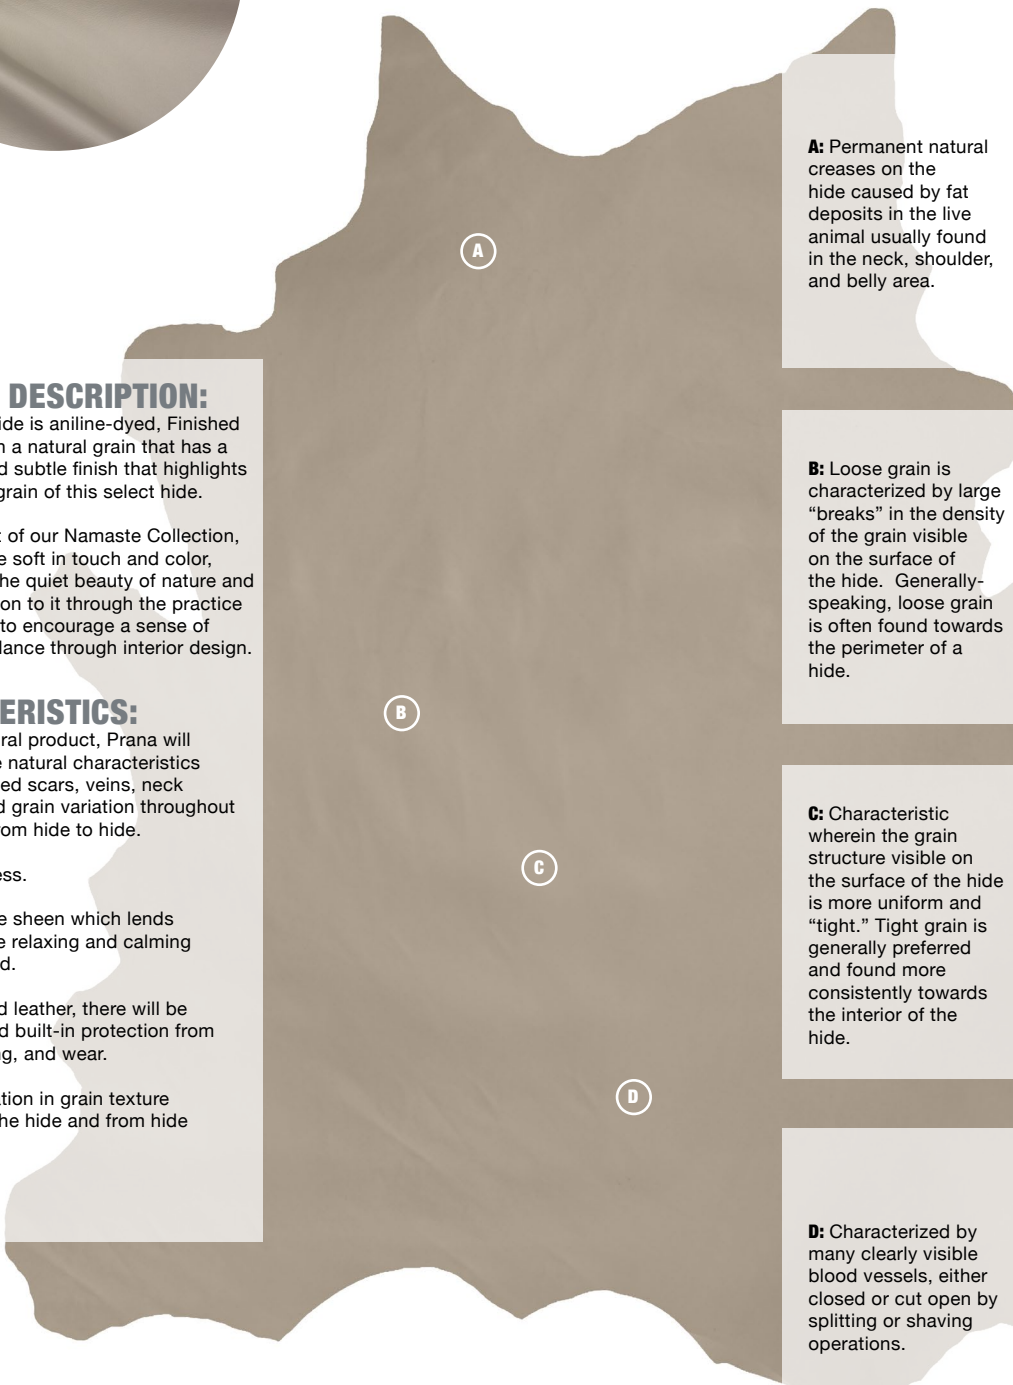 DESCRIPTION:
ide is aniline-dyed, Finished
n a natural grain that has a
d subtle finish that highlights
grain of this select hide.
t of our Namaste Collection,
e soft in touch and color,
he quiet beauty of nature and
on to it through the practice
to encourage a sense of
lance through interior design.
ERISTICS:
ral product, Prana will
e natural characteristics
ed scars, veins, neck
d grain variation throughout
rom hide to hide.
ess.
e sheen which lends
e relaxing and calming
d.
d leather, there will be
d built-in protection from
g, and wear.
tion in grain texture
he hide and from hide
A
B
C
D
A: Permanent natural
creases on the
hide caused by fat
deposits in the live
animal usually found
in the neck, shoulder,
and belly area.
B: Loose grain is
characterized by large
“breaks” in the density
of the grain visible
on the surface of
the hide.  Generally-
speaking, loose grain
is often found towards
the perimeter of a
hide.
C: Characteristic
wherein the grain
structure visible on
the surface of the hide
is more uniform and
“tight.” Tight grain is
generally preferred
and found more
consistently towards
the interior of the
hide.
D: Characterized by
many clearly visible
blood vessels, either
closed or cut open by
splitting or shaving
operations.